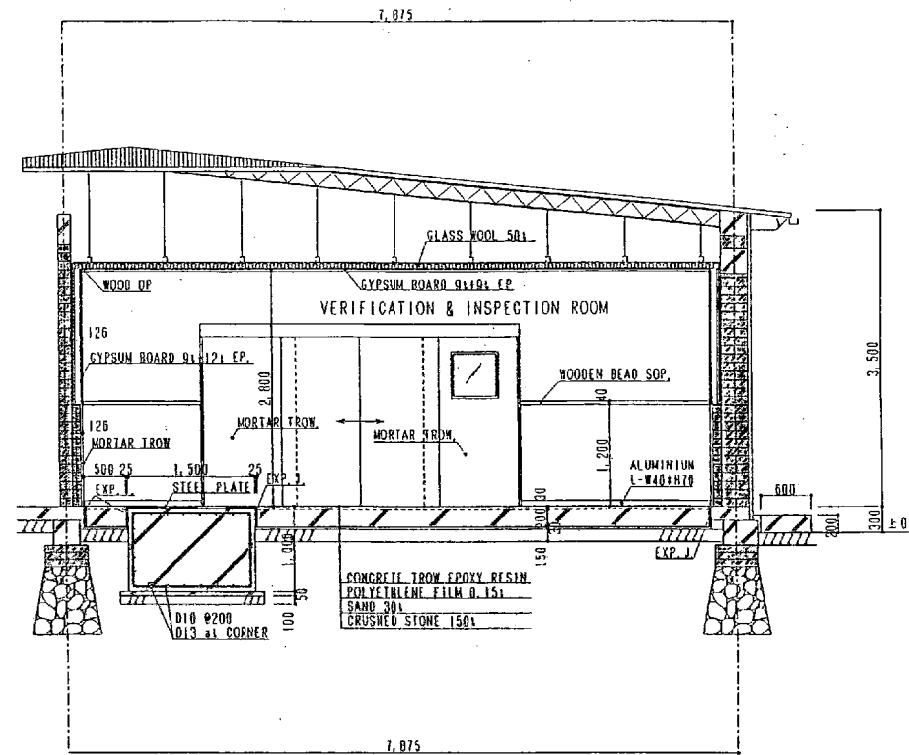 7,875
GLASS WOOL 50t
WOOD OP
GYPSUM BOARD 9t+9t EP
VERIFICATION & INSPECTION ROOM
126
GYPSUM BOARD 9t+12t EP.
WOODEN BEAD SOP.
3,500
2,800
40
126
MORTAR TROW.
MORTAR TROW.
MORTAR TROW
1,200
ALUMINIUM
L-W40*H70
500 25 1,500 25
EXP. J.
STEEL PLATE
EXP. J.
30
600
200
300
±0
1,000
150
EXP. J.
50
100
CONCRETE TROW EPOXY RESIN
POLYETHLENE FILM 0.15t
SAND 30t
CRUSHED STONE 150t
D10 @200
D13 at CORNER
7,875